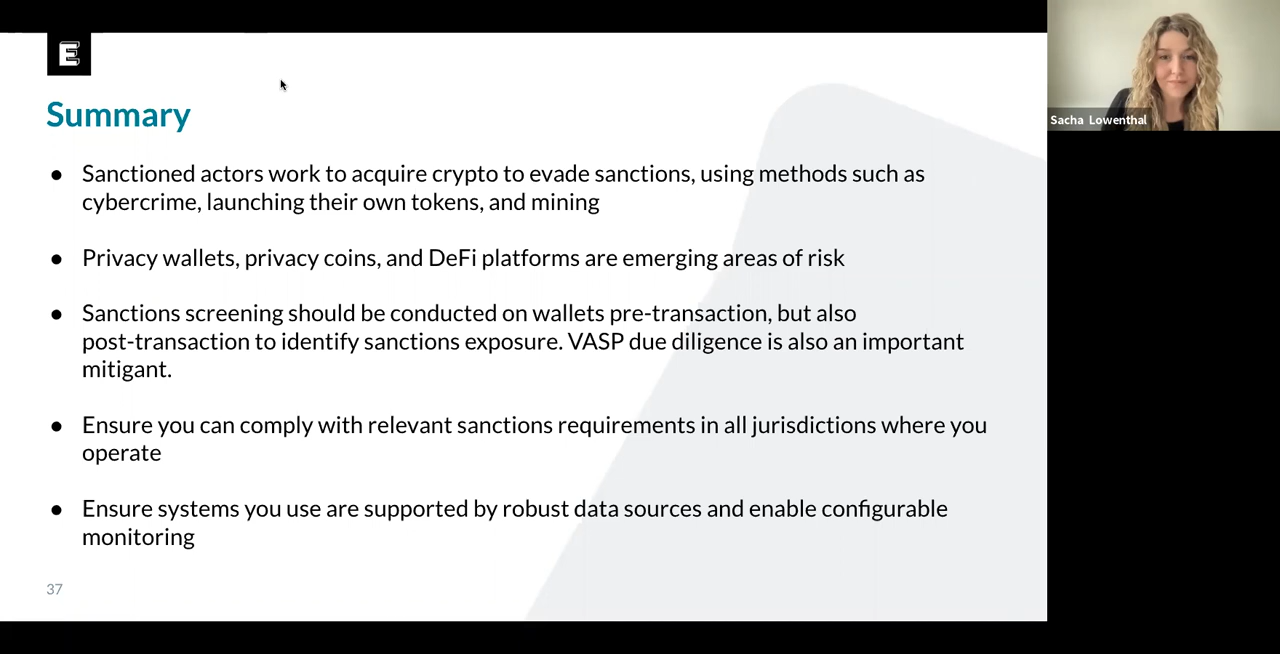 E
Summary
● Sanctioned actors work to acquire crypto to evade sanctions, using methods such as
cybercrime, launching their own tokens, and mining
● Privacy wallets, privacy coins, and DeFi platforms are emerging areas of risk
● Sanctions screening should be conducted on wallets pre-transaction, but also
post-transaction to identify sanctions exposure. VASP due diligence is also an important
mitigant.
● Ensure you can comply with relevant sanctions requirements in all jurisdictions where you
operate
● Ensure systems you use are supported by robust data sources and enable configurable
monitoring
37
Sacha Lowenthal